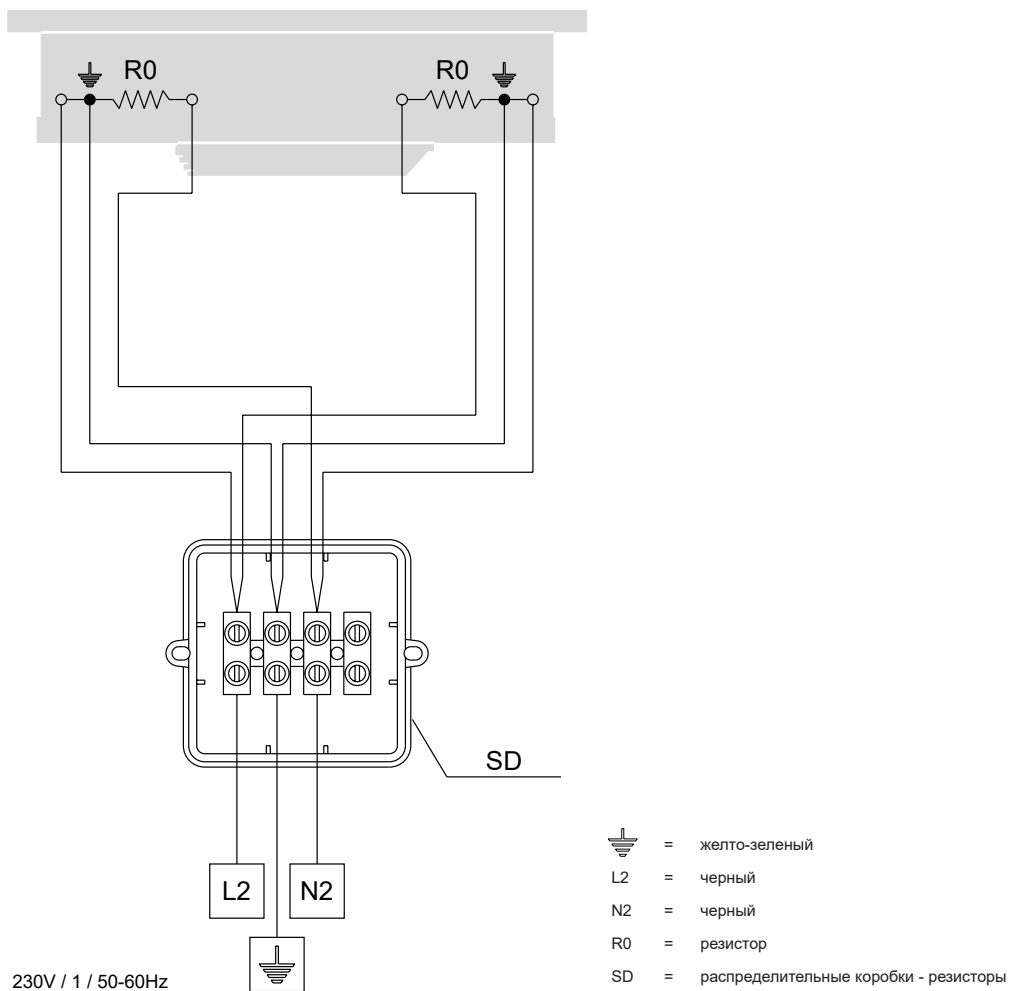 R0 R0
SD
L2 N2
230V / 1 / 50-60Hz
= желто-зеленый
L2 = черный
N2 = черный
R0 = резистор
SD = распределительные коробки - резисторы